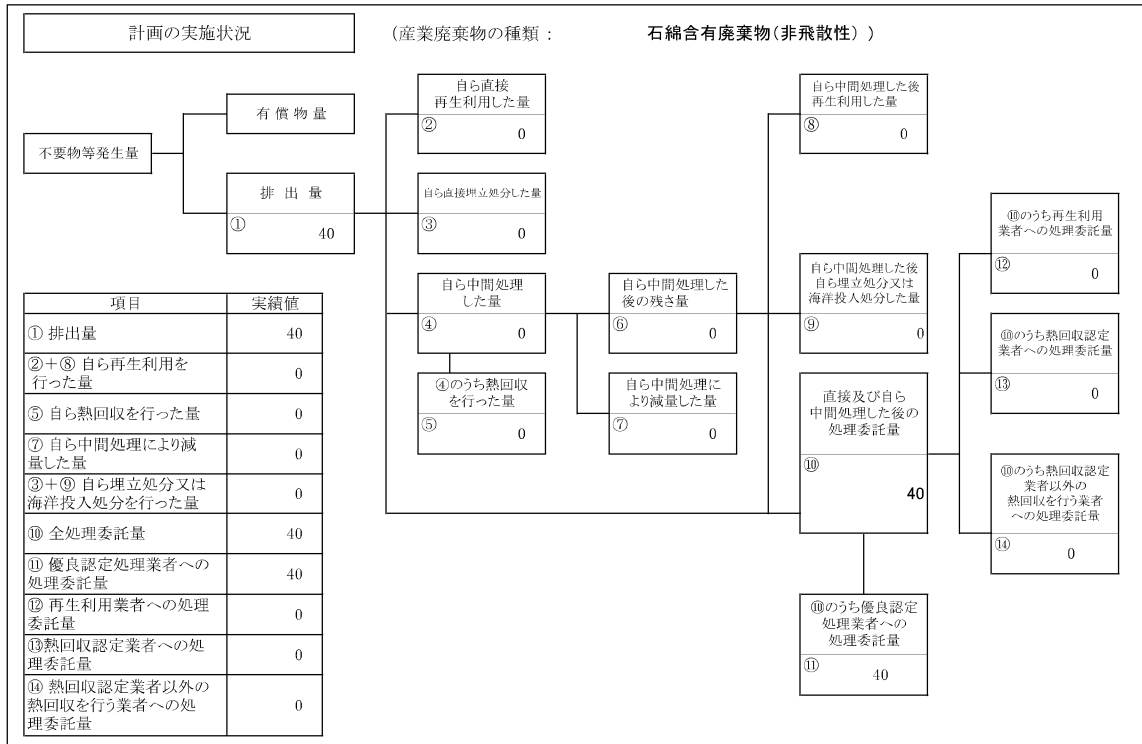 計画の実施状況
(産業廃棄物の種類: 石綿含有廃棄物(非飛散性) )
不要物等発生量
有償物量
排出量
①
40
自ら直接
再生利用した量
②
0
自ら直接埋立処分した量
③
0
自ら中間処理
した量
④
0
④のうち熱回収
を行った量
⑤
0
自ら中間処理した
後の残さ量
⑥
0
自ら中間処理に
より減量した量
⑦
0
自ら中間処理した後
再生利用した量
⑧
0
自ら中間処理した後
自ら埋立処分又は
海洋投入処分した量
⑨
0
直接及び自ら
中間処理した後の
処理委託量
⑩
40
⑩のうち優良認定
処理業者への
処理委託量
⑪
40
⑩のうち再生利用
業者への処理委託量
⑫
0
⑩のうち熱回収認定
業者への処理委託量
⑬
0
⑩のうち熱回収認定
業者以外の
熱回収を行う業者
への処理委託量
⑭
0
項目 実績値
① 排出量 40
②+⑧ 自ら再生利用を
行った量 0
⑤ 自ら熱回収を行った量 0
⑦ 自ら中間処理により減
量した量 0
③+⑨ 自ら埋立処分又は
海洋投入処分を行った量 0
⑩ 全処理委託量 40
⑪ 優良認定処理業者への
処理委託量 40
⑫ 再生利用業者への処理
委託量 0
⑬熱回収認定業者への処
理委託量 0
⑭ 熱回収認定業者以外の
熱回収を行う業者への処
理委託量 0